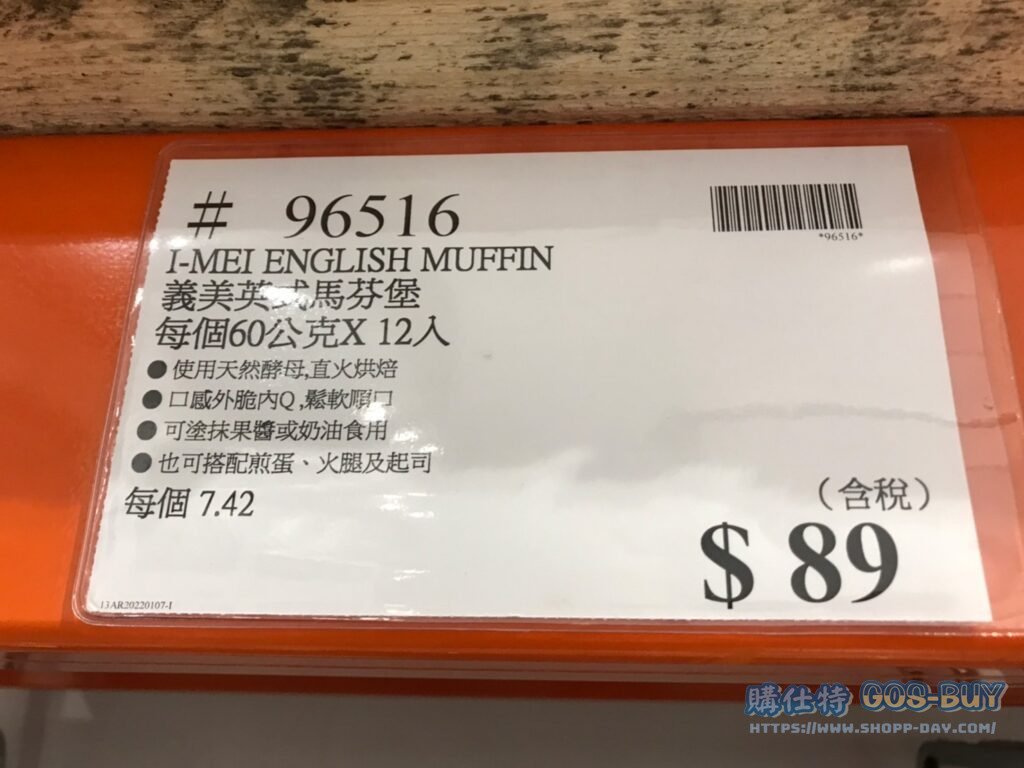 # 96516
*96516*
I-MEI ENGLISH MUFFIN
義美英式馬芬堡
每個60公克X 12入
●使用天然酵母,直火烘焙
●口感外脆內Q,鬆軟順口
●可塗抹果醬或奶油食用
●也可搭配煎蛋、火腿及起司
每個 7.42
（含稅）
$ 89
13AR20220107-I
購仕特 GOS-BUY
HTTPS://WWW.SHOPP-DAY.COM/